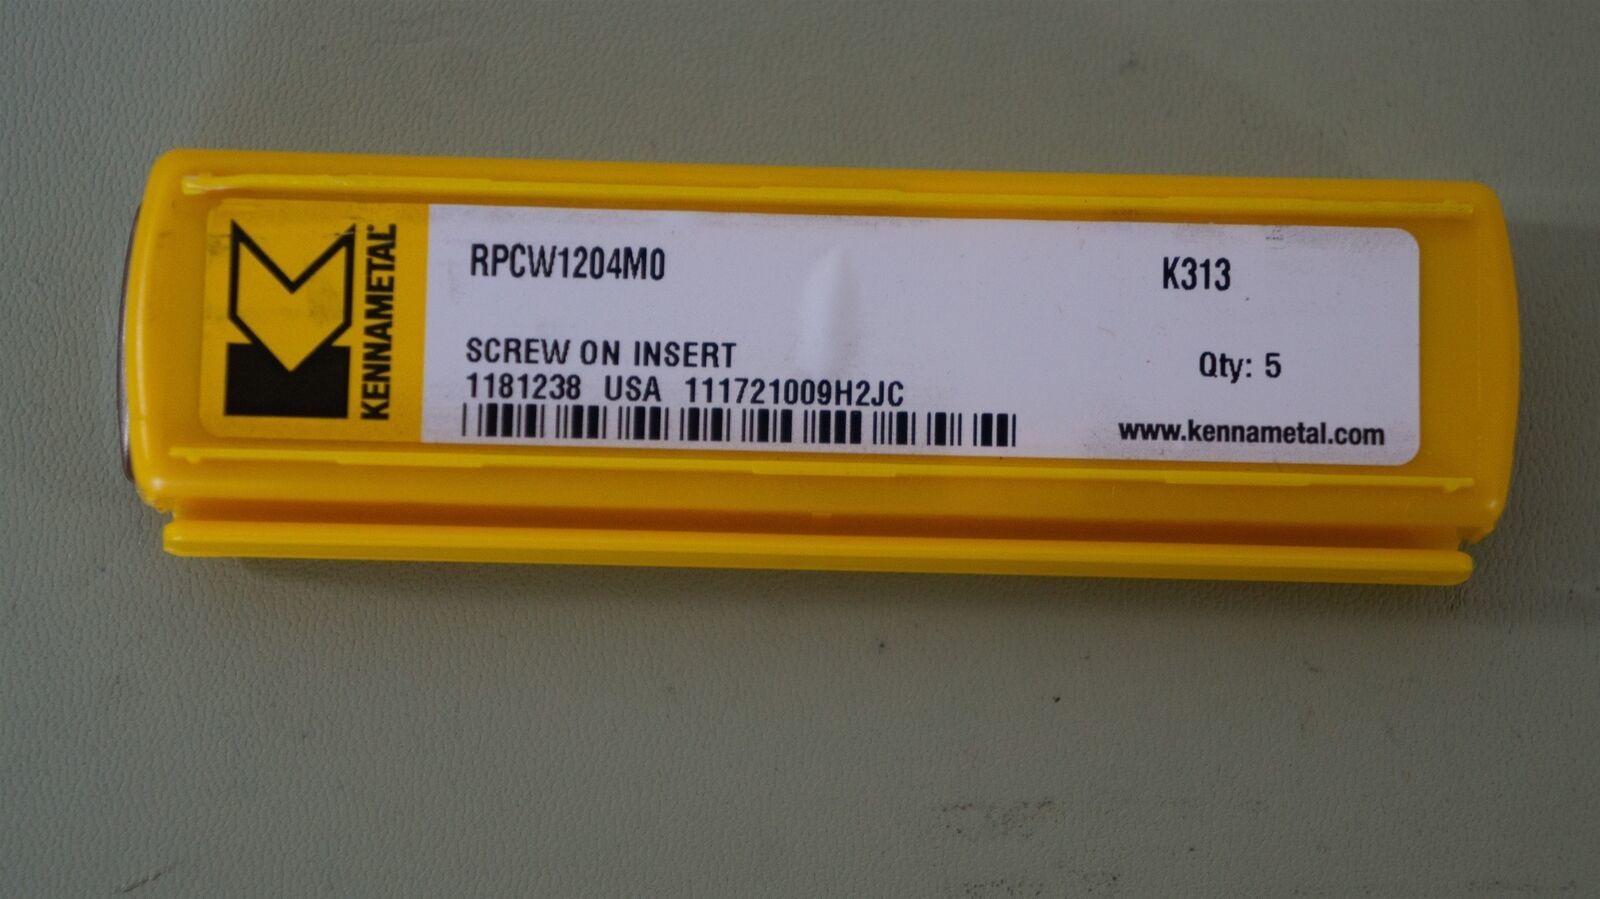 KENNAMETAL
RPCW1204M0 K313
SCREW ON INSERT
1181238 USA 111721009H2JC
Qty: 5
www.kennametal.com